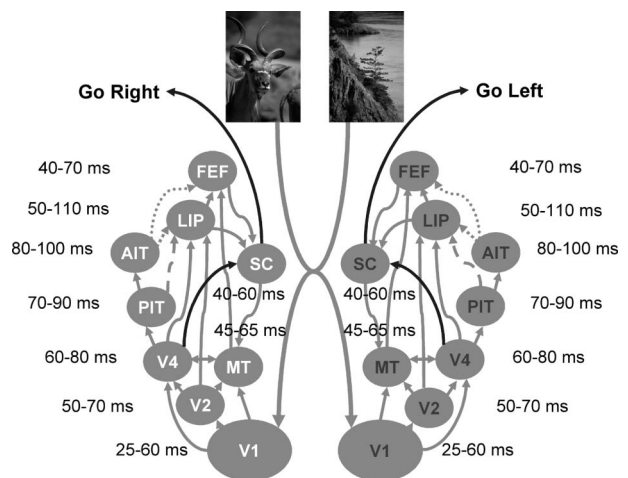 Go Right
Go Left
40-70 ms
FEF
FEF
40-70 ms
50-110 ms
LIP
LIP
50-110 ms
80-100 ms
AIT
SC
SC
AIT
80-100 ms
70-90 ms
PIT
40-60 ms
40-60 ms
PIT
70-90 ms
45-65 ms
45-65 ms
60-80 ms
V4
MT
MT
V4
60-80 ms
50-70 ms
V2
V2
50-70 ms
25-60 ms
V1
V1
25-60 ms